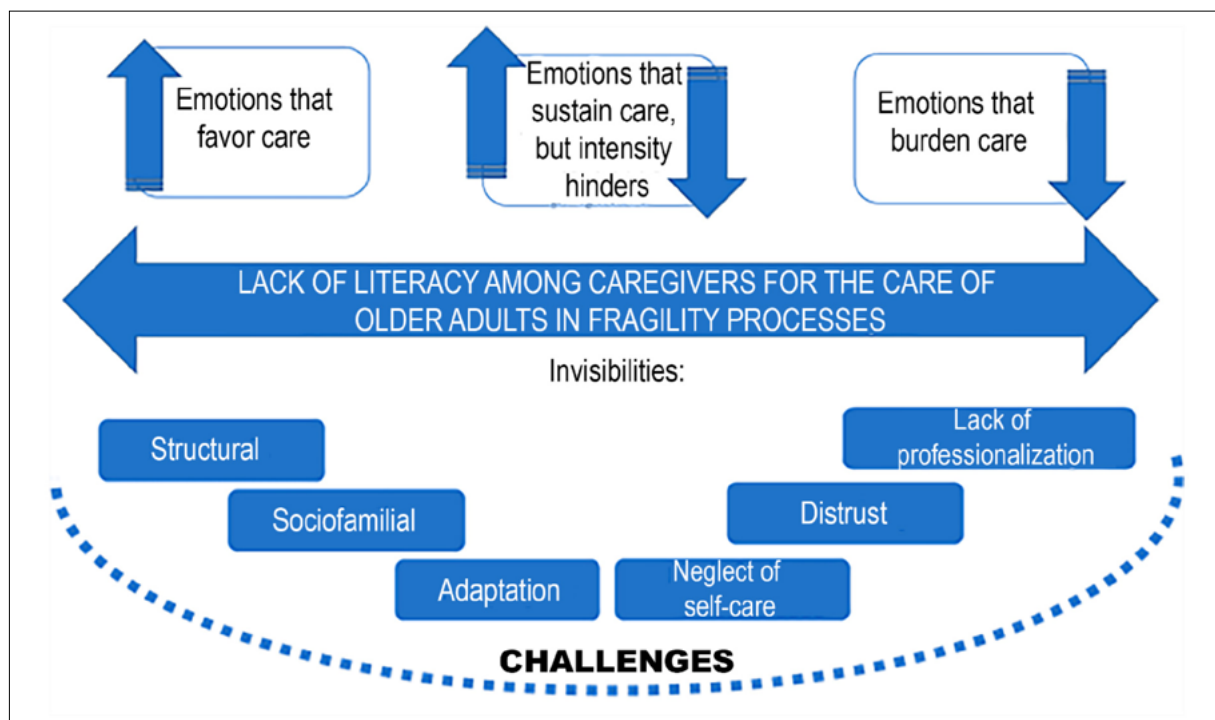 Emotions that
favor care
Emotions that
sustain care,
but intensity
hinders
Emotions that
burden care
LACK OF LITERACY AMONG CAREGIVERS FOR THE CARE OF
OLDER ADULTS IN FRAGILITY PROCESSES
Invisibilities:
Structural
Sociofamilial
Adaptation
Neglect of
self-care
Distrust
Lack of
professionalization
CHALLENGES